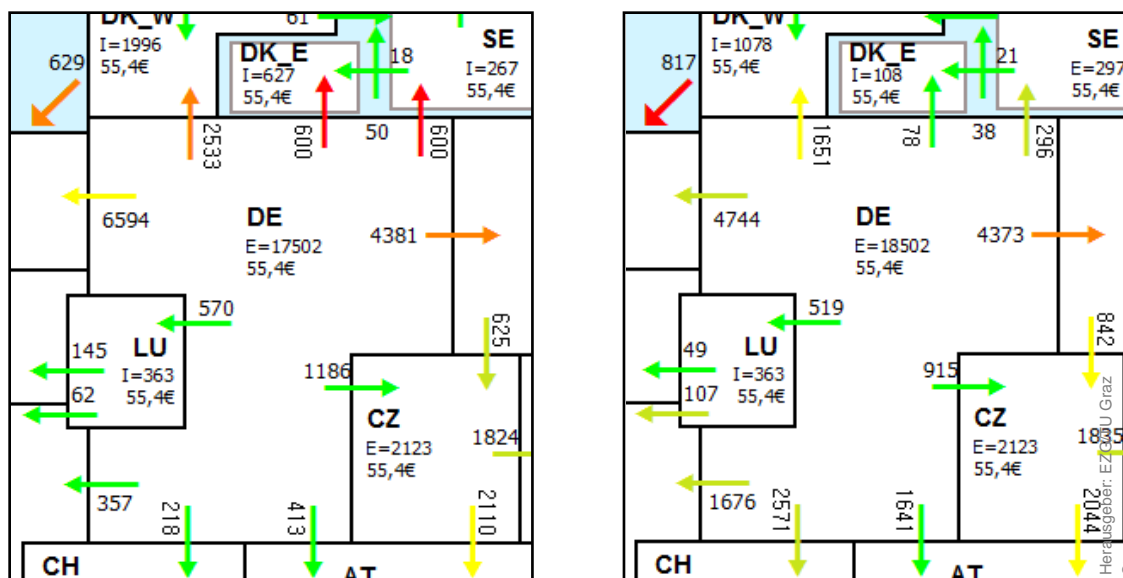 DK_W
I=1996
55,4€
629
61
DK_E
I=627
55,4€
18
SE
I=267
55,4€
2533
600
50
600
6594
DE
E=17502
55,4€
4381
570
625
145
LU
I=363
55,4€
62
1186
CZ
E=2123
55,4€
1824
357
218
413
2110
CH
AT
DK_W
I=1078
55,4€
817
DK_E
I=108
55,4€
21
SE
E=297
55,4€
1651
78
38
296
4744
DE
E=18502
55,4€
4373
519
842
49
LU
I=363
55,4€
107
915
CZ
E=2123
55,4€
1835
1676
2571
1641
2044
CH
AT
Graz
Herausgeber: